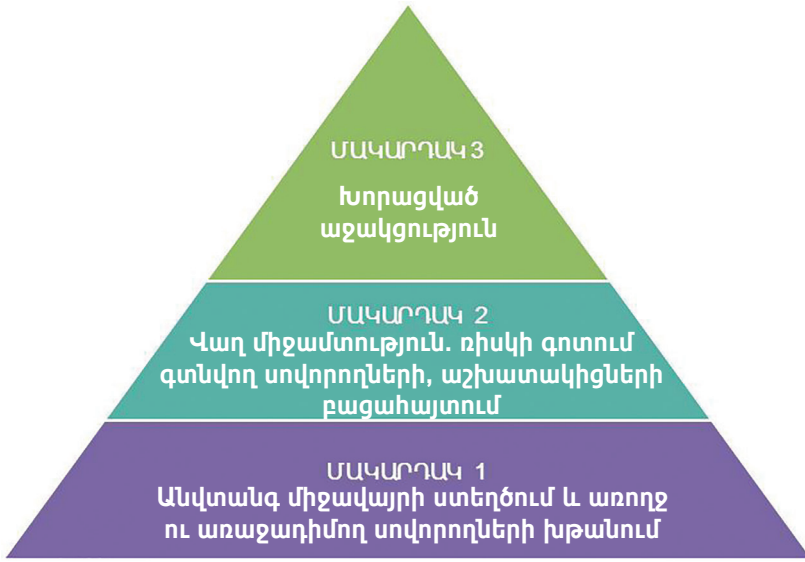 ՄԱԿԱՐԴԱԿ 3
Խորացված
աջակցություն
ՄԱԿԱՐԴԱԿ 2
Վաղ միջամտություն. ռիսկի գոտում
գտնվող սովորողների, աշխատակիցների
բացահայտում
ՄԱԿԱՐԴԱԿ 1
Անվտանգ միջավայրի ստեղծում և առողջ
ու առաջադիմող սովորողների խթանում